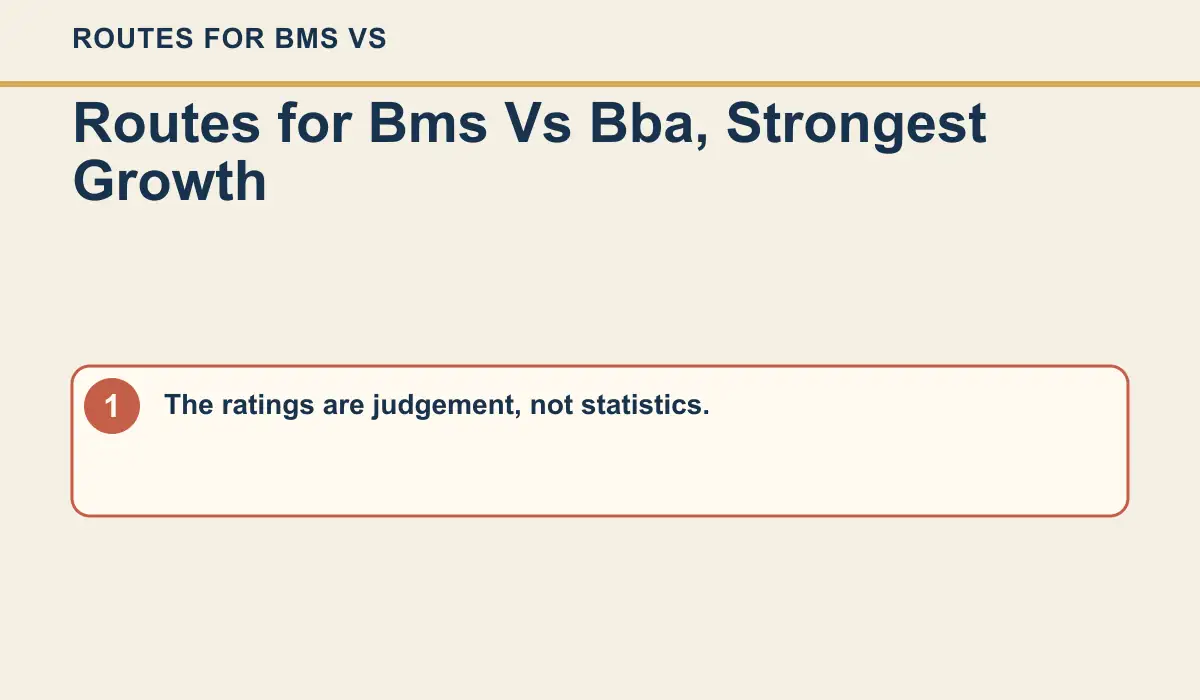 ROUTES FOR BMS VS
Routes for Bms Vs Bba, Strongest
Growth
1
The ratings are judgement, not statistics.